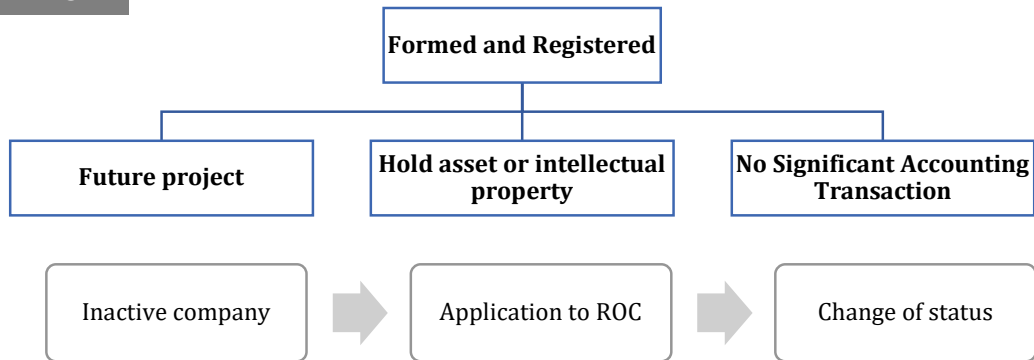 Formed and Registered
Future project
Hold asset or intellectual
property
No Significant Accounting
Transaction
Inactive company
Application to ROC
Change of status